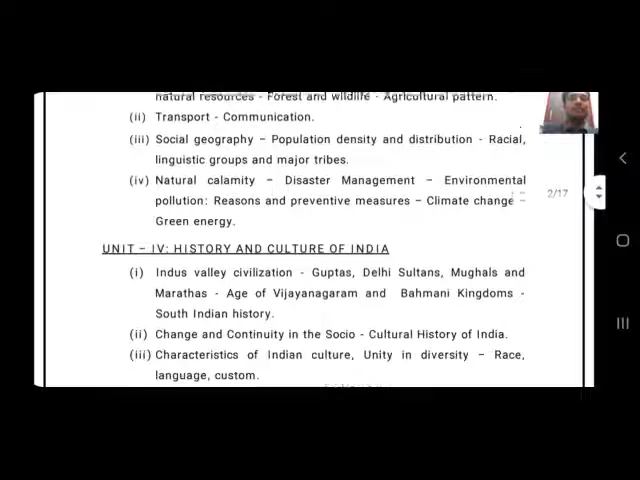 natural resources - Forest and wildlife - Agricultural pattern.
(ii) Transport - Communication.
(iii) Social geography – Population density and distribution - Racial,
linguistic groups and major tribes.
(iv) Natural calamity – Disaster Management – Environmental
pollution: Reasons and preventive measures – Climate change –
Green energy.
2/17
UNIT – IV: HISTORY AND CULTURE OF INDIA
(i) Indus valley civilization - Guptas, Delhi Sultans, Mughals and
Marathas - Age of Vijayanagaram and Bahmani Kingdoms -
South Indian history.
(ii) Change and Continuity in the Socio - Cultural History of India.
(iii) Characteristics of Indian culture, Unity in diversity – Race,
language, custom.